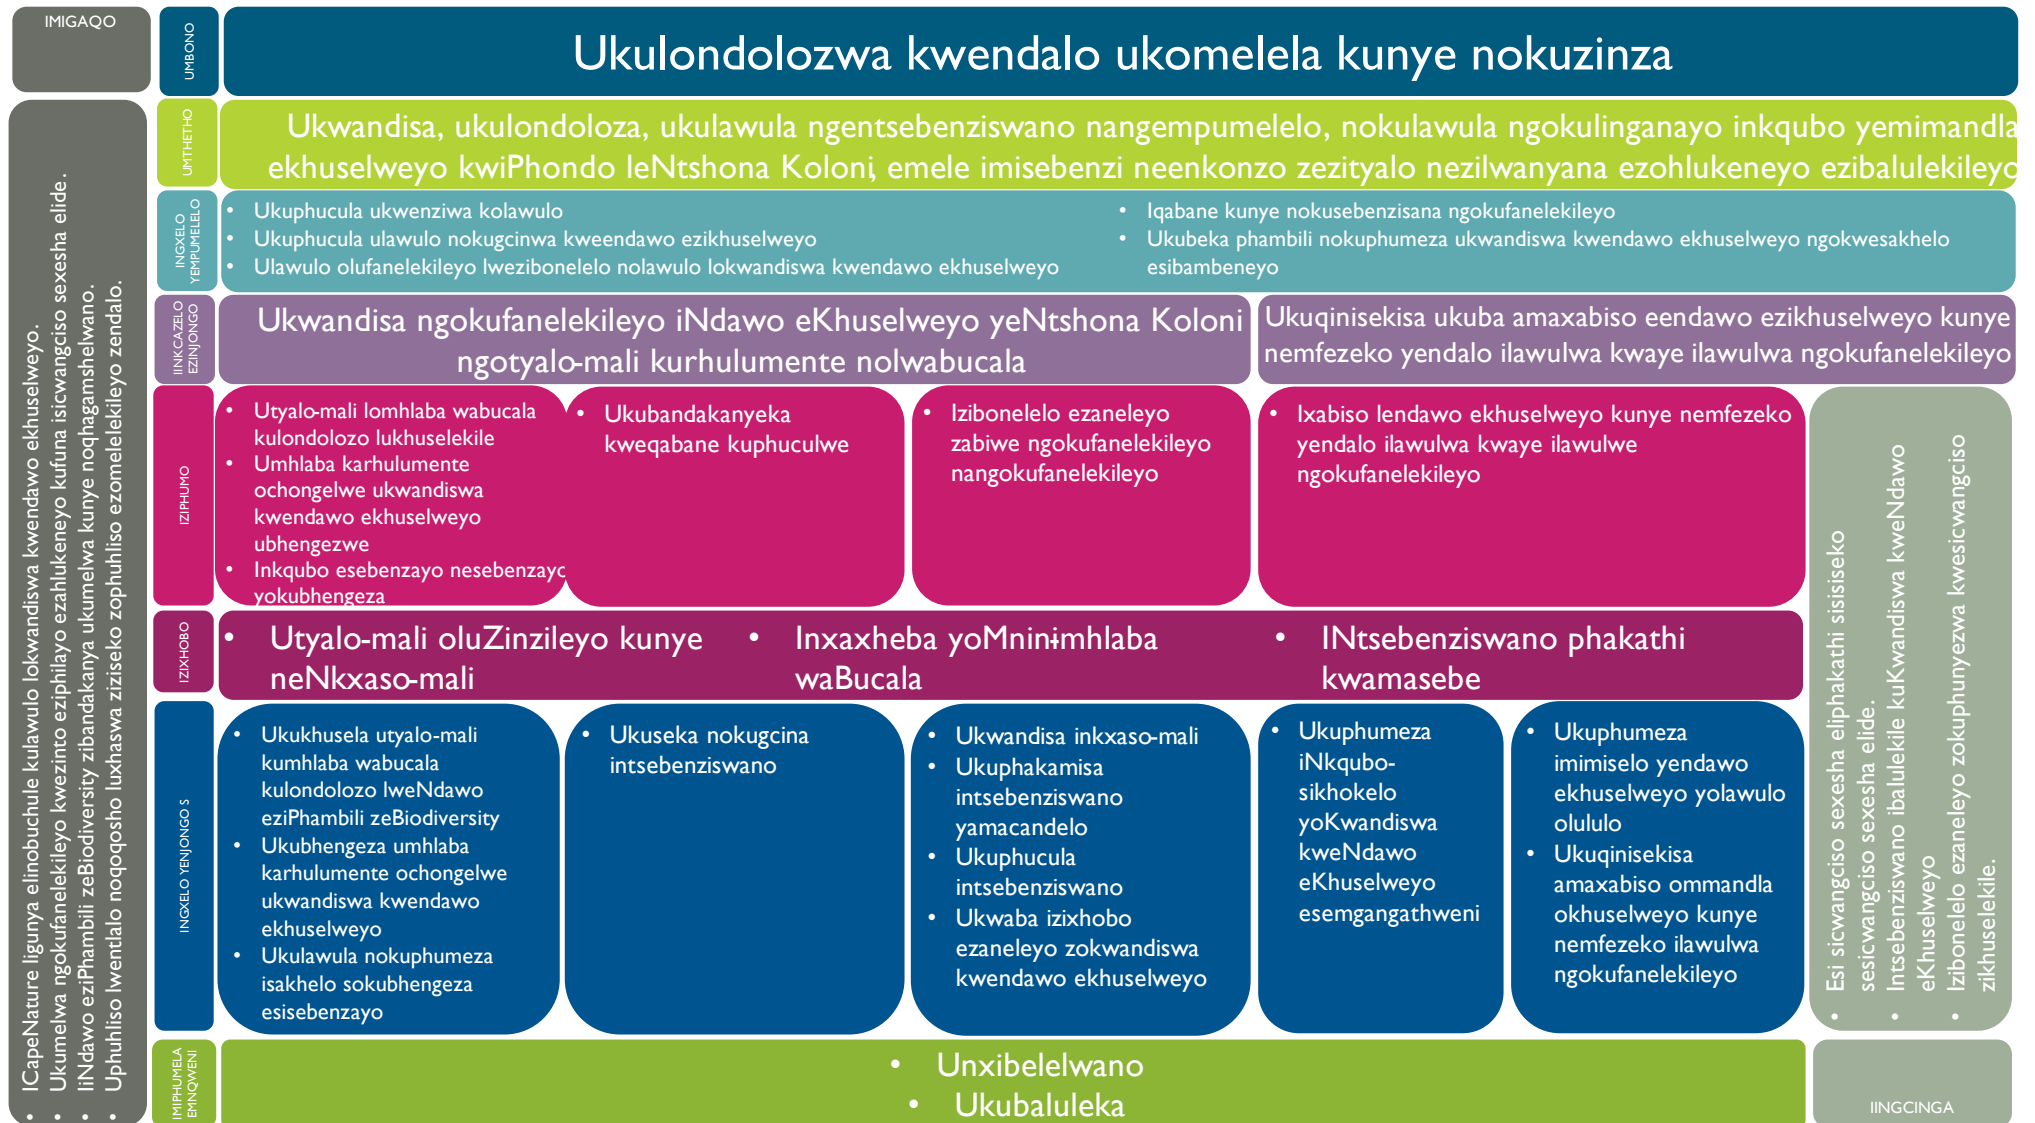 IMIGAQO
• ICapeNature ligunya elinobuchule kulawulo lokwandiswa kwendawo ekhuselweyo.
• Ukumelwa ngokufanelekileyo kwezinto eziphilayo ezahlukeneyo kufuna isicwangciso sexesha elide.
• IiNdawo eziPhambili zeBiodiversity zibandakanya ukumelwa kunye noqhagamshelwano.
• Uphuhliso lwentlalo noqoqosho luxhaswa ziziseko zophuhliso ezomelelekileyo zendalo.
UMBONO
Ukulondolozwa kwendalo ukomelela kunye nokuzinza
UMTHETHO
Ukwandisa, ukulondoloza, ukulawula ngentsebenziswano nangempumelelo, nokulawula ngokulinganayo inkqubo yemimandla
ekhuselweyo kwiPhondo leNtshona Koloni, emele imisebenzi neenkonzo zezityalo nezilwanyana ezohlukeneyo ezibalulekileyo
INGXELO
YEMPUMELELO
• Ukuphucula ukwenziwa kolawulo
• Ukuphucula ulawulo nokugcinwa kweendawo ezikhuselweyo
• Ulawulo olufanelekileyo lwezibonelelo nolawulo lokwandiswa kwendawo ekhuselweyo
• Iqabane kunye nokusebenzisana ngokufanelekileyo
• Ukubeka phambili nokuphumeza ukwandiswa kwendawo ekhuselweyo ngokwesakhelo
esibambeneyo
IINKCAZELO
EZINJONGO
Ukwandisa ngokufanelekileyo iNdawo eKhuselweyo yeNtshona Koloni
ngotyalo-mali kurhulumente nolwabucala
Ukuqinisekisa ukuba amaxabiso eendawo ezikhuselweyo kunye
nemfezeko yendalo ilawulwa kwaye ilawulwa ngokufanelekileyo
IZIPHUMO
• Utyalo-mali lomhlaba wabucala
kulondolozo lukhuselekile
• Umhlaba karhulumente
ochongelwe ukwandiswa
kwendawo ekhuselweyo
ubhengezwe
• Inkqubo esebenzayo nesebenzayo
yokubhengeza
• Ukubandakanyeka
kweqabane kuphuculwe
• Izibonelelo ezaneleyo
zabiwe ngokufanelekileyo
nangokufanelekileyo
• Ixabiso lendawo ekhuselweyo kunye nemfezeko
yendalo ilawulwa kwaye ilawulwe
ngokufanelekileyo
IZIXHOBO
• Utyalo-mali oluZinzileyo kunye
neNkxaso-mali
• Inxaxheba yoMnini-mhlaba
waBucala
• INtsebenziswano phakathi
kwamasebe
INGXELO YENJONGO S
• Ukukhusela utyalo-mali
kumhlaba wabucala
kulondolozo lweNdawo
eziPhambili zeBiodiversity
• Ukubhengeza umhlaba
karhulumente ochongelwe
ukwandiswa kwendawo
ekhuselweyo
• Ukulawula nokuphumeza
isakhelo sokubhengeza
esisebenzayo
• Ukuseka nokugcina
intsebenziswano
• Ukwandisa inkxaso-mali
• Ukuphakamisa
intsebenziswano
yamacandelo
• Ukuphucula
intsebenziswano
• Ukwaba izixhobo
ezaneleyo zokwandiswa
kwendawo ekhuselweyo
• Ukuphumeza
iNkqubo-
sikhokelo
yoKwandiswa
kweNdawo
eKhuselweyo
esemgangathweni
• Ukuphumeza
imimiselo yendawo
ekhuselweyo yolawulo
olululo
• Ukuqinisekisa
amaxabiso ommandla
okhuselweyo kunye
nemfezeko ilawulwa
ngokufanelekileyo
IMIPHUMELA
EMNQWENI
• Unxibelelwano
• Ukubaluleka
• Esi sicwangciso sexesha eliphakathi sisisiseko
sesicwangciso sexesha elide.
• Intsebenziswano ibalulekile kuKwandiswa kweNdawo
eKhuselweyo
• Izibonelelo ezaneleyo zokuphunyezwa kwesicwangciso
zikhuselekile.
IINGCINGA